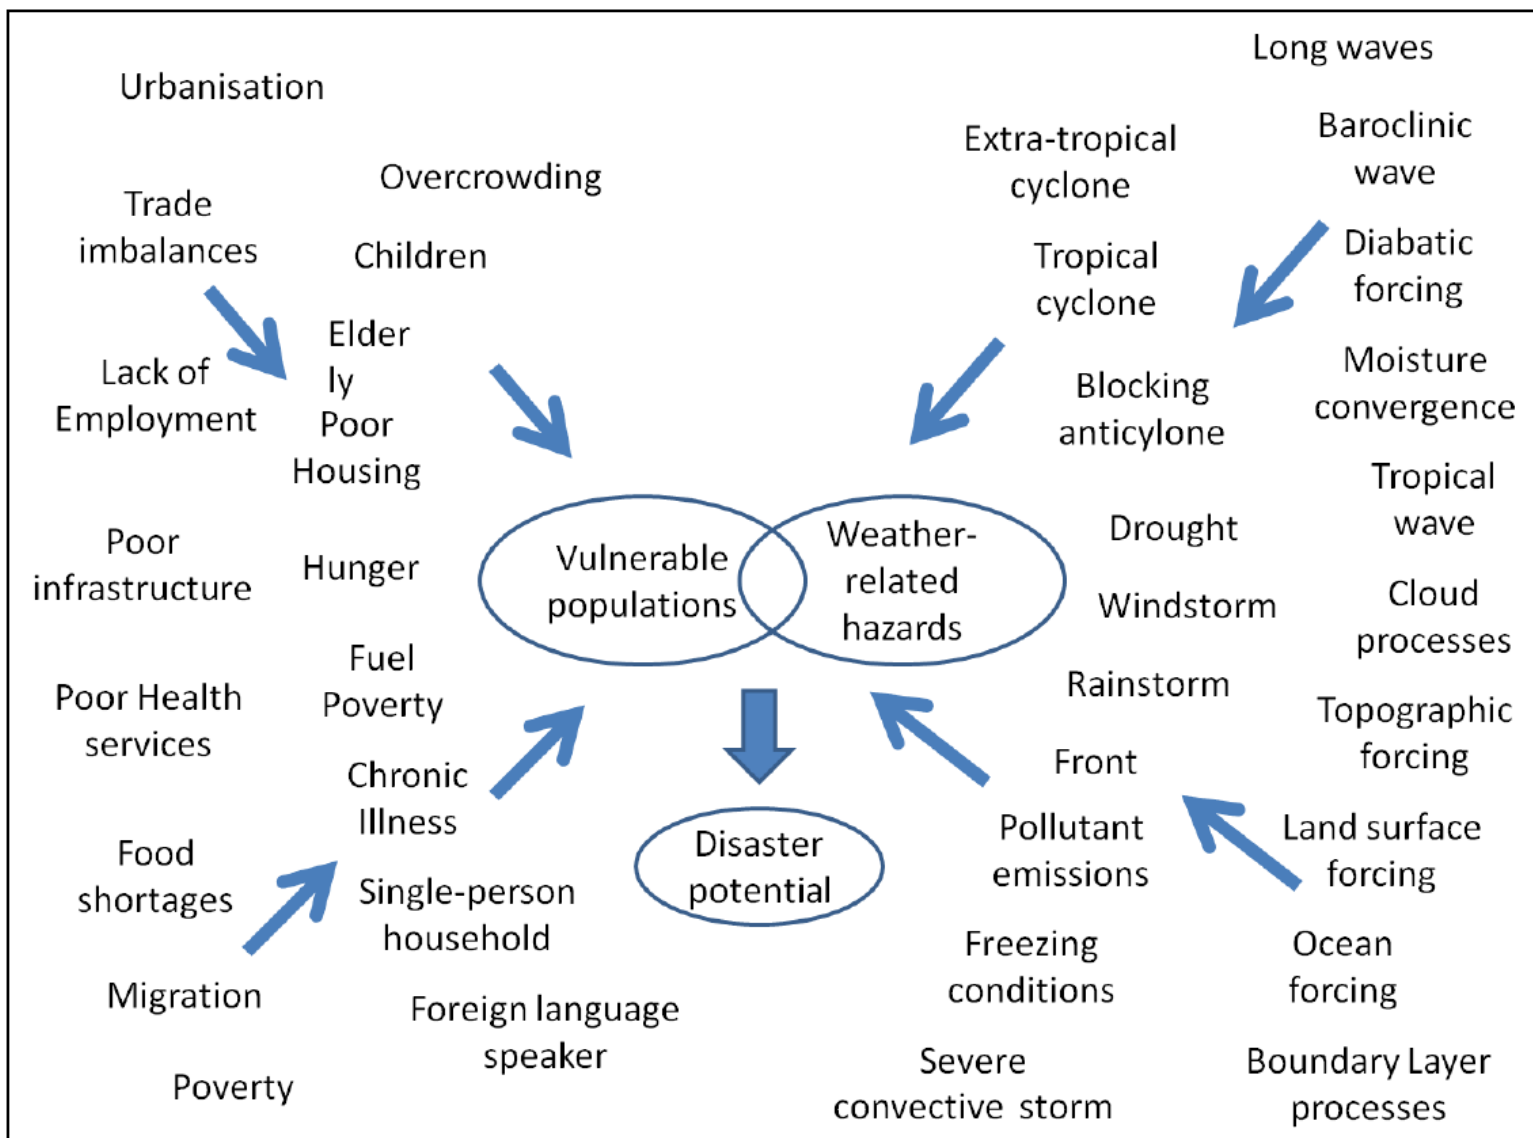 Urbanisation
Overcrowding
Trade
imbalances
Children
Elder
ly
Lack of
Employment
Poor
Housing
Poor
infrastructure
Hunger
Fuel
Poverty
Poor Health
services
Chronic
Illness
Food
shortages
Single-person
household
Migration
Foreign language
speaker
Poverty
Vulnerable
populations
Weather-
related
hazards
Disaster
potential
Long waves
Extra-tropical
cyclone
Baroclinic
wave
Tropical
cyclone
Diabatic
forcing
Blocking
anticylone
Moisture
convergence
Tropical
wave
Drought
Windstorm
Cloud
processes
Rainstorm
Topographic
forcing
Front
Pollutant
emissions
Land surface
forcing
Freezing
conditions
Ocean
forcing
Severe
convective storm
Boundary Layer
processes